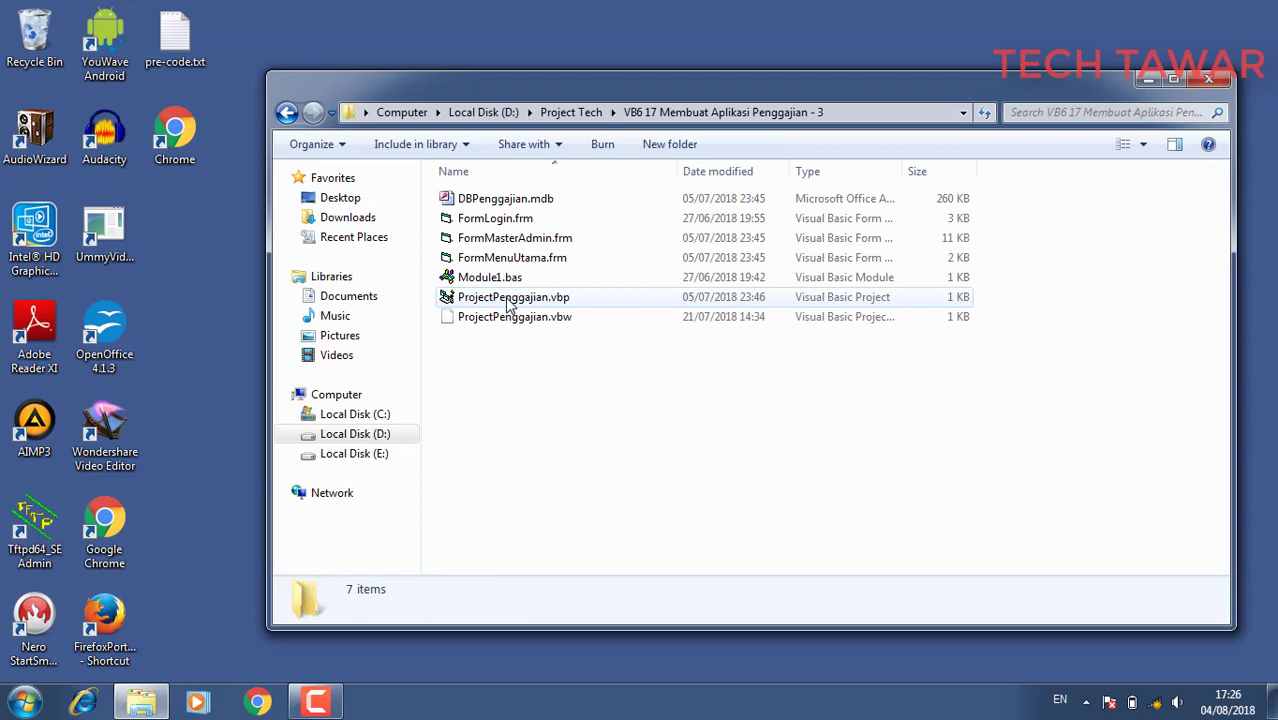 Recycle Bin
YouWave Android
pre-code.txt
AudioWizard
Audacity
Chrome
Intel® HD Graphic...
UmmyVid...
Adobe Reader XI
OpenOffice 4.1.3
AIMP3
Wondershare Video Editor
Tftpd64_SE Admin
Google Chrome
Nero StartSm...
FirefoxPort... - Shortcut
TECH TAWAR
Computer Local Disk (D:) Project Tech VB6 17 Membuat Aplikasi Penggajian - 3
Search VB6 17 Membuat Aplikasi Pen...
Organize Include in library Share with Burn New folder
Favorites
Desktop
Downloads
Recent Places
Libraries
Documents
Music
Pictures
Videos
Computer
Local Disk (C:)
Local Disk (D:)
Local Disk (E:)
Network
Name Date modified Type Size
DBPenggajian.mdb 05/07/2018 23:45 Microsoft Office A... 260 KB
FormLogin.frm 27/06/2018 19:55 Visual Basic Form ... 3 KB
FormMasterAdmin.frm 05/07/2018 23:45 Visual Basic Form ... 11 KB
FormMenuUtama.frm 05/07/2018 23:45 Visual Basic Form ... 2 KB
Module1.bas 27/06/2018 19:42 Visual Basic Module 1 KB
ProjectPenggajian.vbp 05/07/2018 23:46 Visual Basic Project 1 KB
ProjectPenggajian.vbw 21/07/2018 14:34 Visual Basic Projec... 1 KB
7 items
EN
17:26
04/08/2018